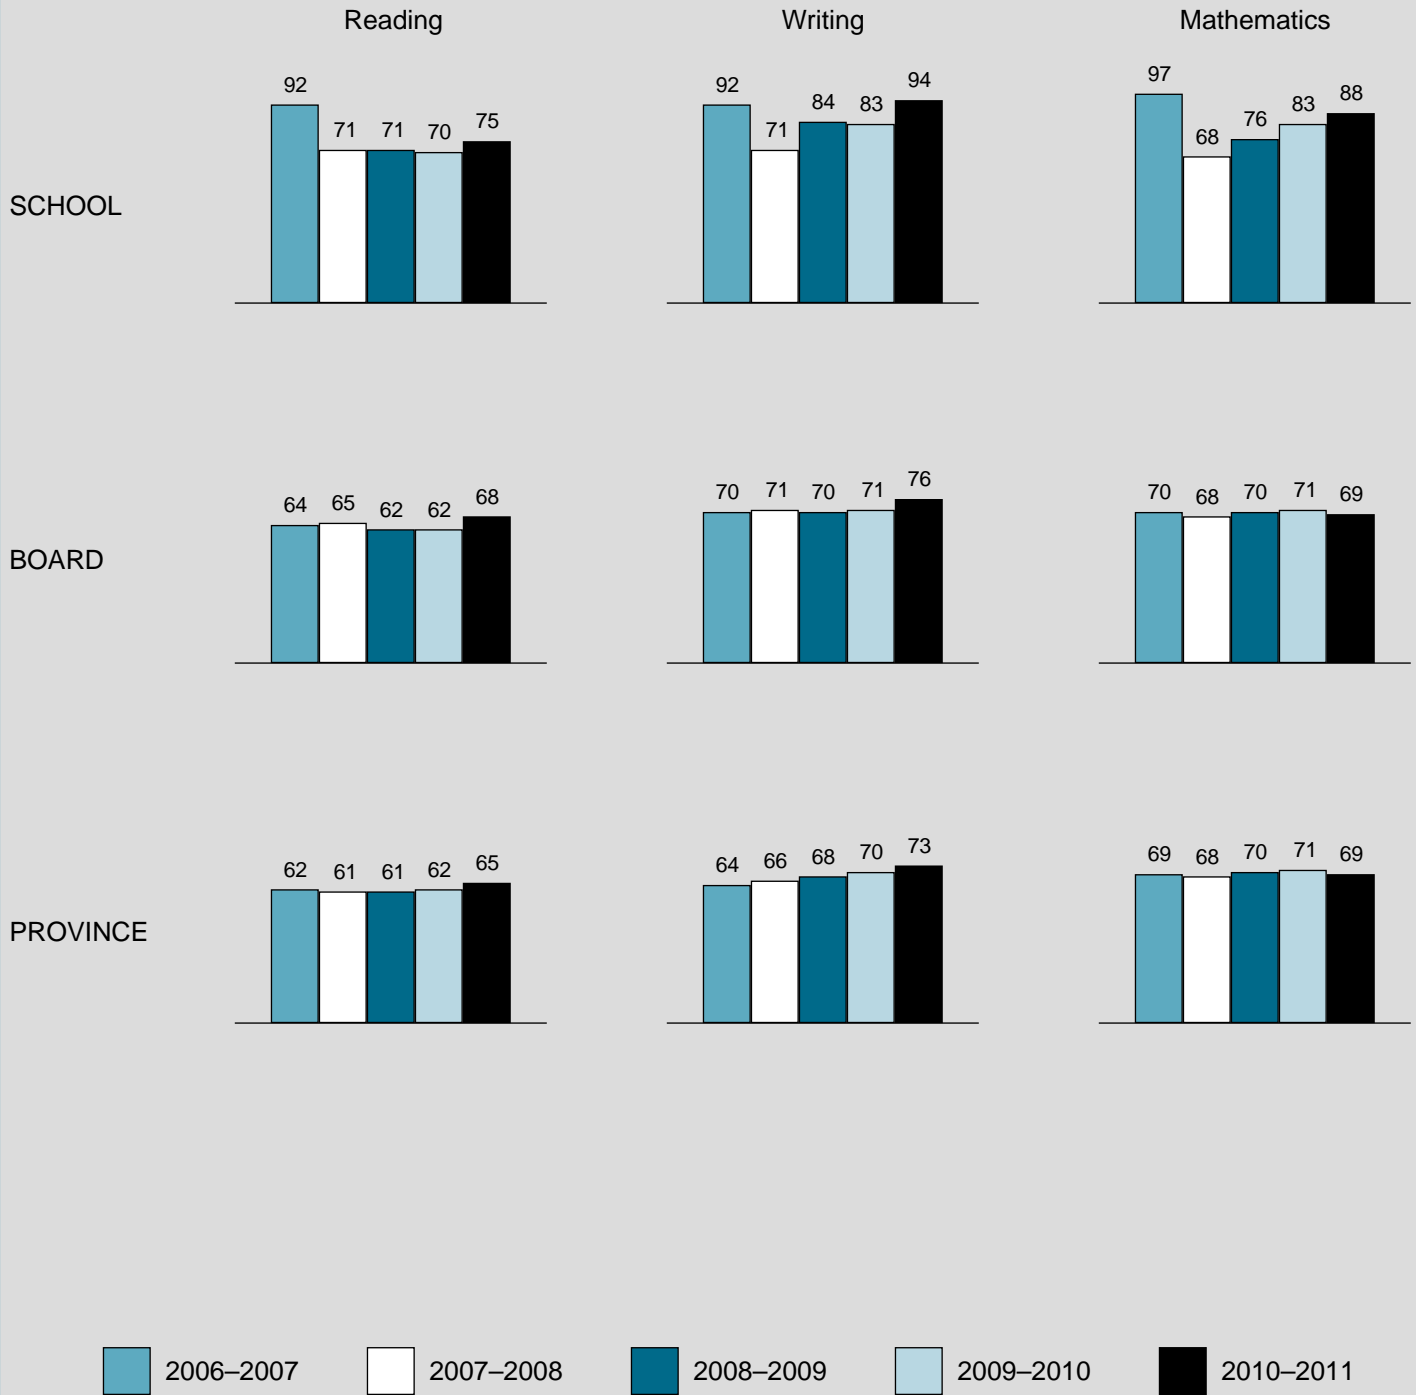 Reading Writing Mathematics
SCHOOL
92 71 71 70 75
92 71 84 83 94
97 68 76 83 88
BOARD
64 65 62 62 68
70 71 70 71 76
70 68 70 71 69
PROVINCE
62 61 61 62 65
64 66 68 70 73
69 68 70 71 69
2006–2007 2007–2008 2008–2009 2009–2010 2010–2011